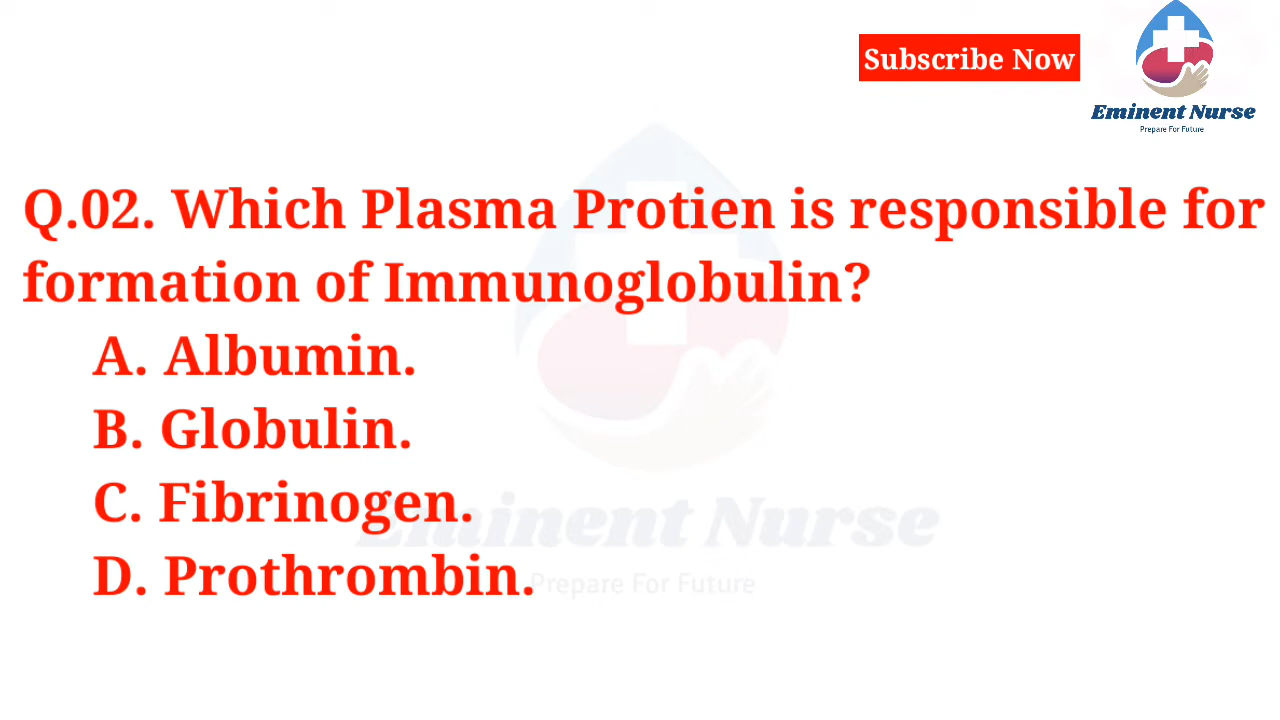 Subscribe Now
Eminent Nurse
Prepare For Future
Q.02. Which Plasma Protien is responsible for
formation of Immunoglobulin?
A. Albumin.
B. Globulin.
C. Fibrinogen.
Eminent Nurse
D. Prothrombin.
Prepare For Future